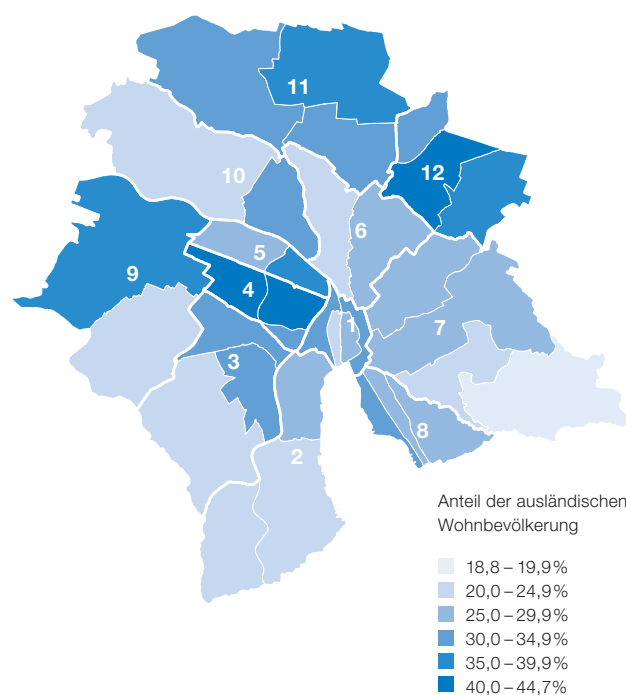 11
12
10
6
5
9
4
1
7
3
8
2
Anteil der ausländischen
Wohnbevölkerung
18,8 – 19,9%
20,0 – 24,9%
25,0 – 29,9%
30,0 – 34,9%
35,0 – 39,9%
40,0 – 44,7%